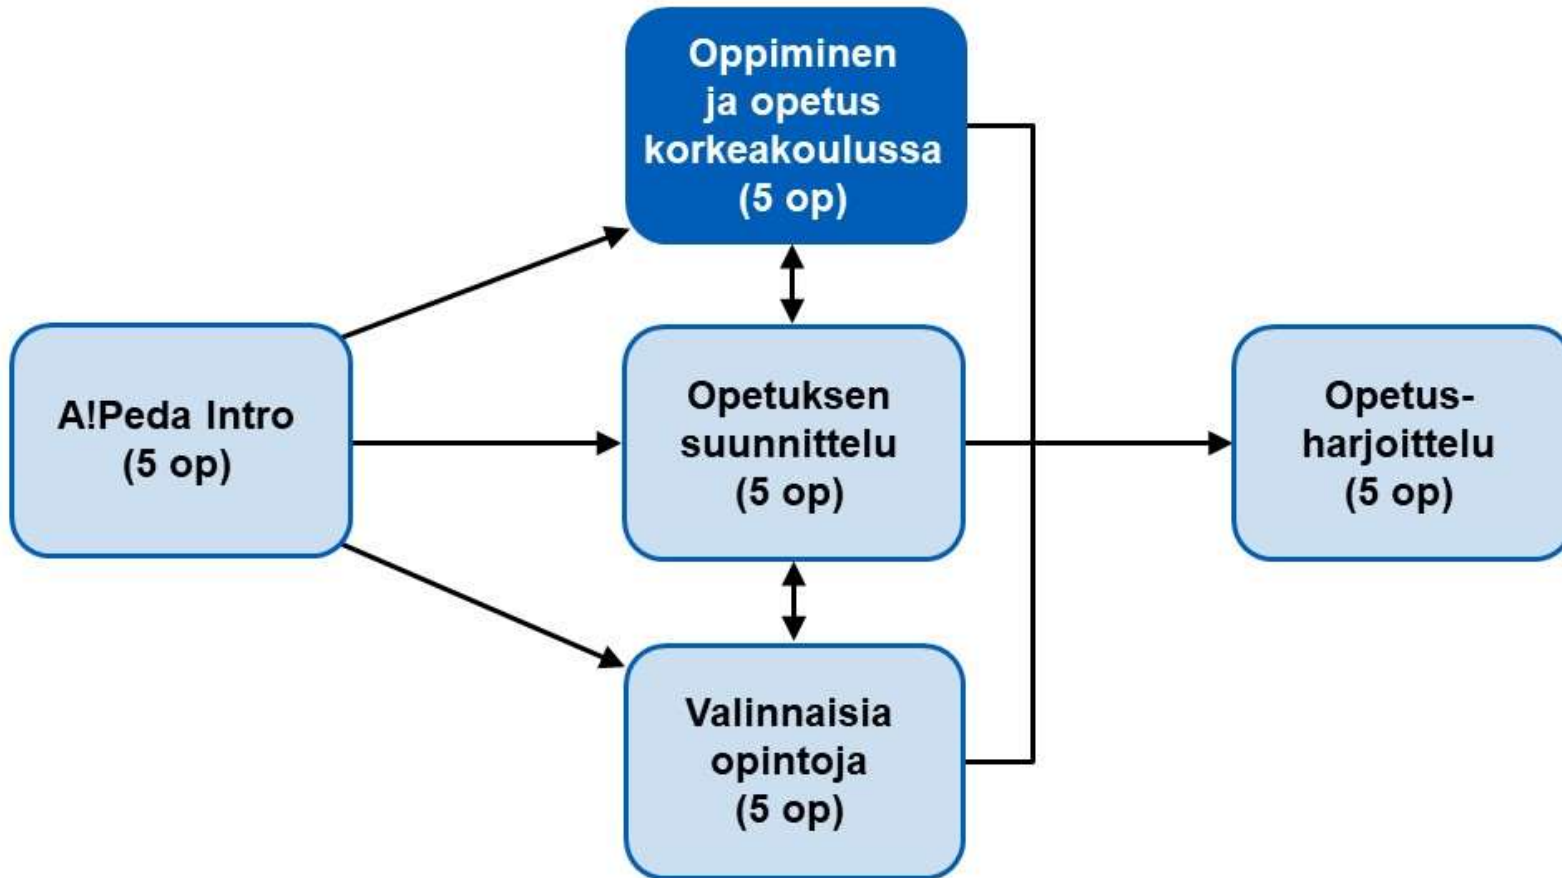 Oppiminen
ja opetus
korkeakoulussa
(5 op)
A!Peda Intro
(5 op)
Opetuksen
suunnittelu
(5 op)
Opetus-
harjoittelu
(5 op)
Valinnaisia
opintoja
(5 op)